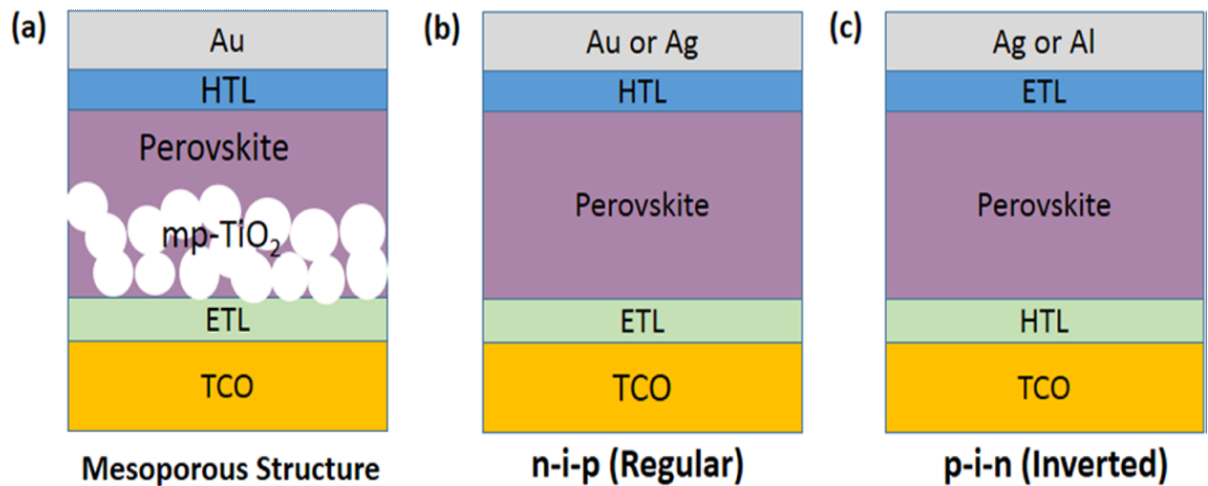 (a)
Au
HTL
Perovskite
mp-TiO₂
ETL
TCO
Mesoporous Structure
(b)
Au or Ag
HTL
Perovskite
ETL
TCO
n-i-p (Regular)
(c)
Ag or Al
ETL
Perovskite
HTL
TCO
p-i-n (Inverted)